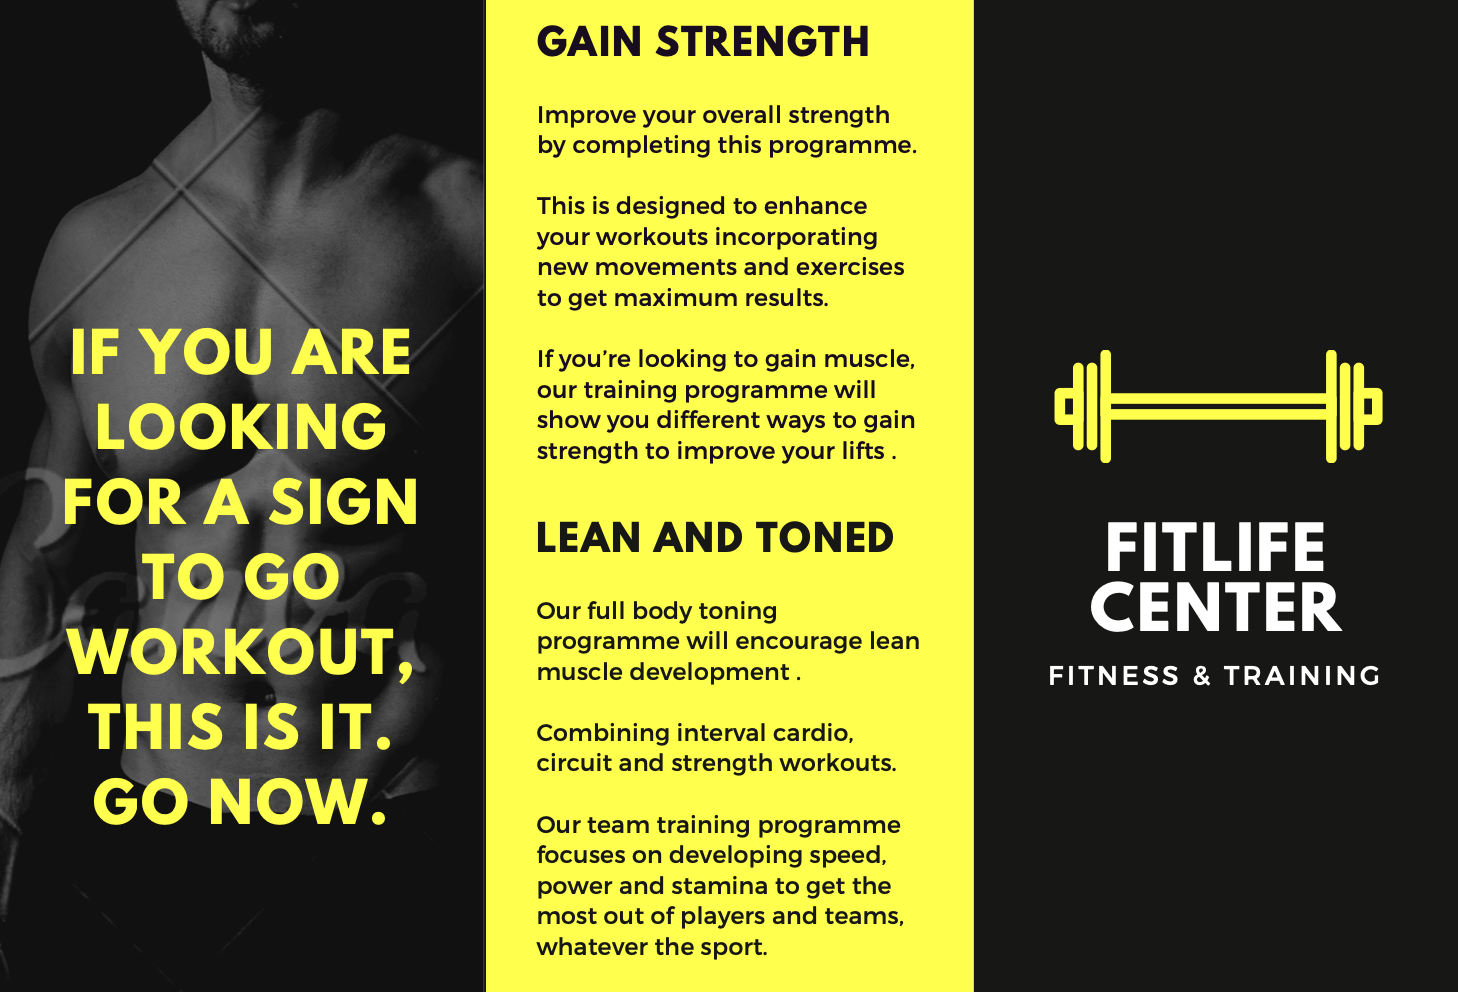 IF YOU ARE
LOOKING
FOR A SIGN
TO GO
WORKOUT,
THIS IS IT.
GO NOW.
GAIN STRENGTH
Improve your overall strength
by completing this programme.
This is designed to enhance
your workouts incorporating
new movements and exercises
to get maximum results.
If you’re looking to gain muscle,
our training programme will
show you different ways to gain
strength to improve your lifts .
LEAN AND TONED
Our full body toning
programme will encourage lean
muscle development .
Combining interval cardio,
circuit and strength workouts.
Our team training programme
focuses on developing speed,
power and stamina to get the
most out of players and teams,
whatever the sport.
FITLIFE
CENTER
FITNESS & TRAINING